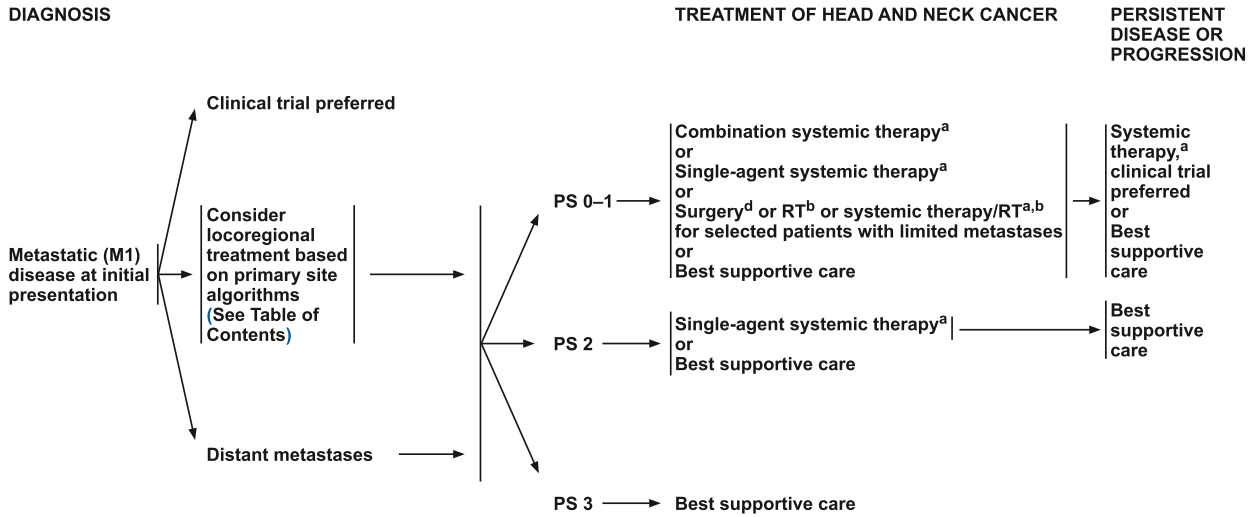 DIAGNOSIS
TREATMENT OF HEAD AND NECK CANCER
PERSISTENT
DISEASE OR
PROGRESSION
Metastatic (M1)
disease at initial
presentation
Clinical trial preferred
Consider
locoregional
treatment based
on primary site
algorithms
(See Table of
Contents)
Distant metastases
PS 0–1
Combination systemic therapyᵃ
or
Single-agent systemic therapyᵃ
or
Surgeryᵈ or RTᵇ or systemic therapy/RTᵃ,ᵇ
for selected patients with limited metastases
or
Best supportive care
Systemic
therapy,ᵃ
clinical trial
preferred
or
Best
supportive
care
PS 2
Single-agent systemic therapyᵃ
or
Best supportive care
Best
supportive
care
PS 3
Best supportive care